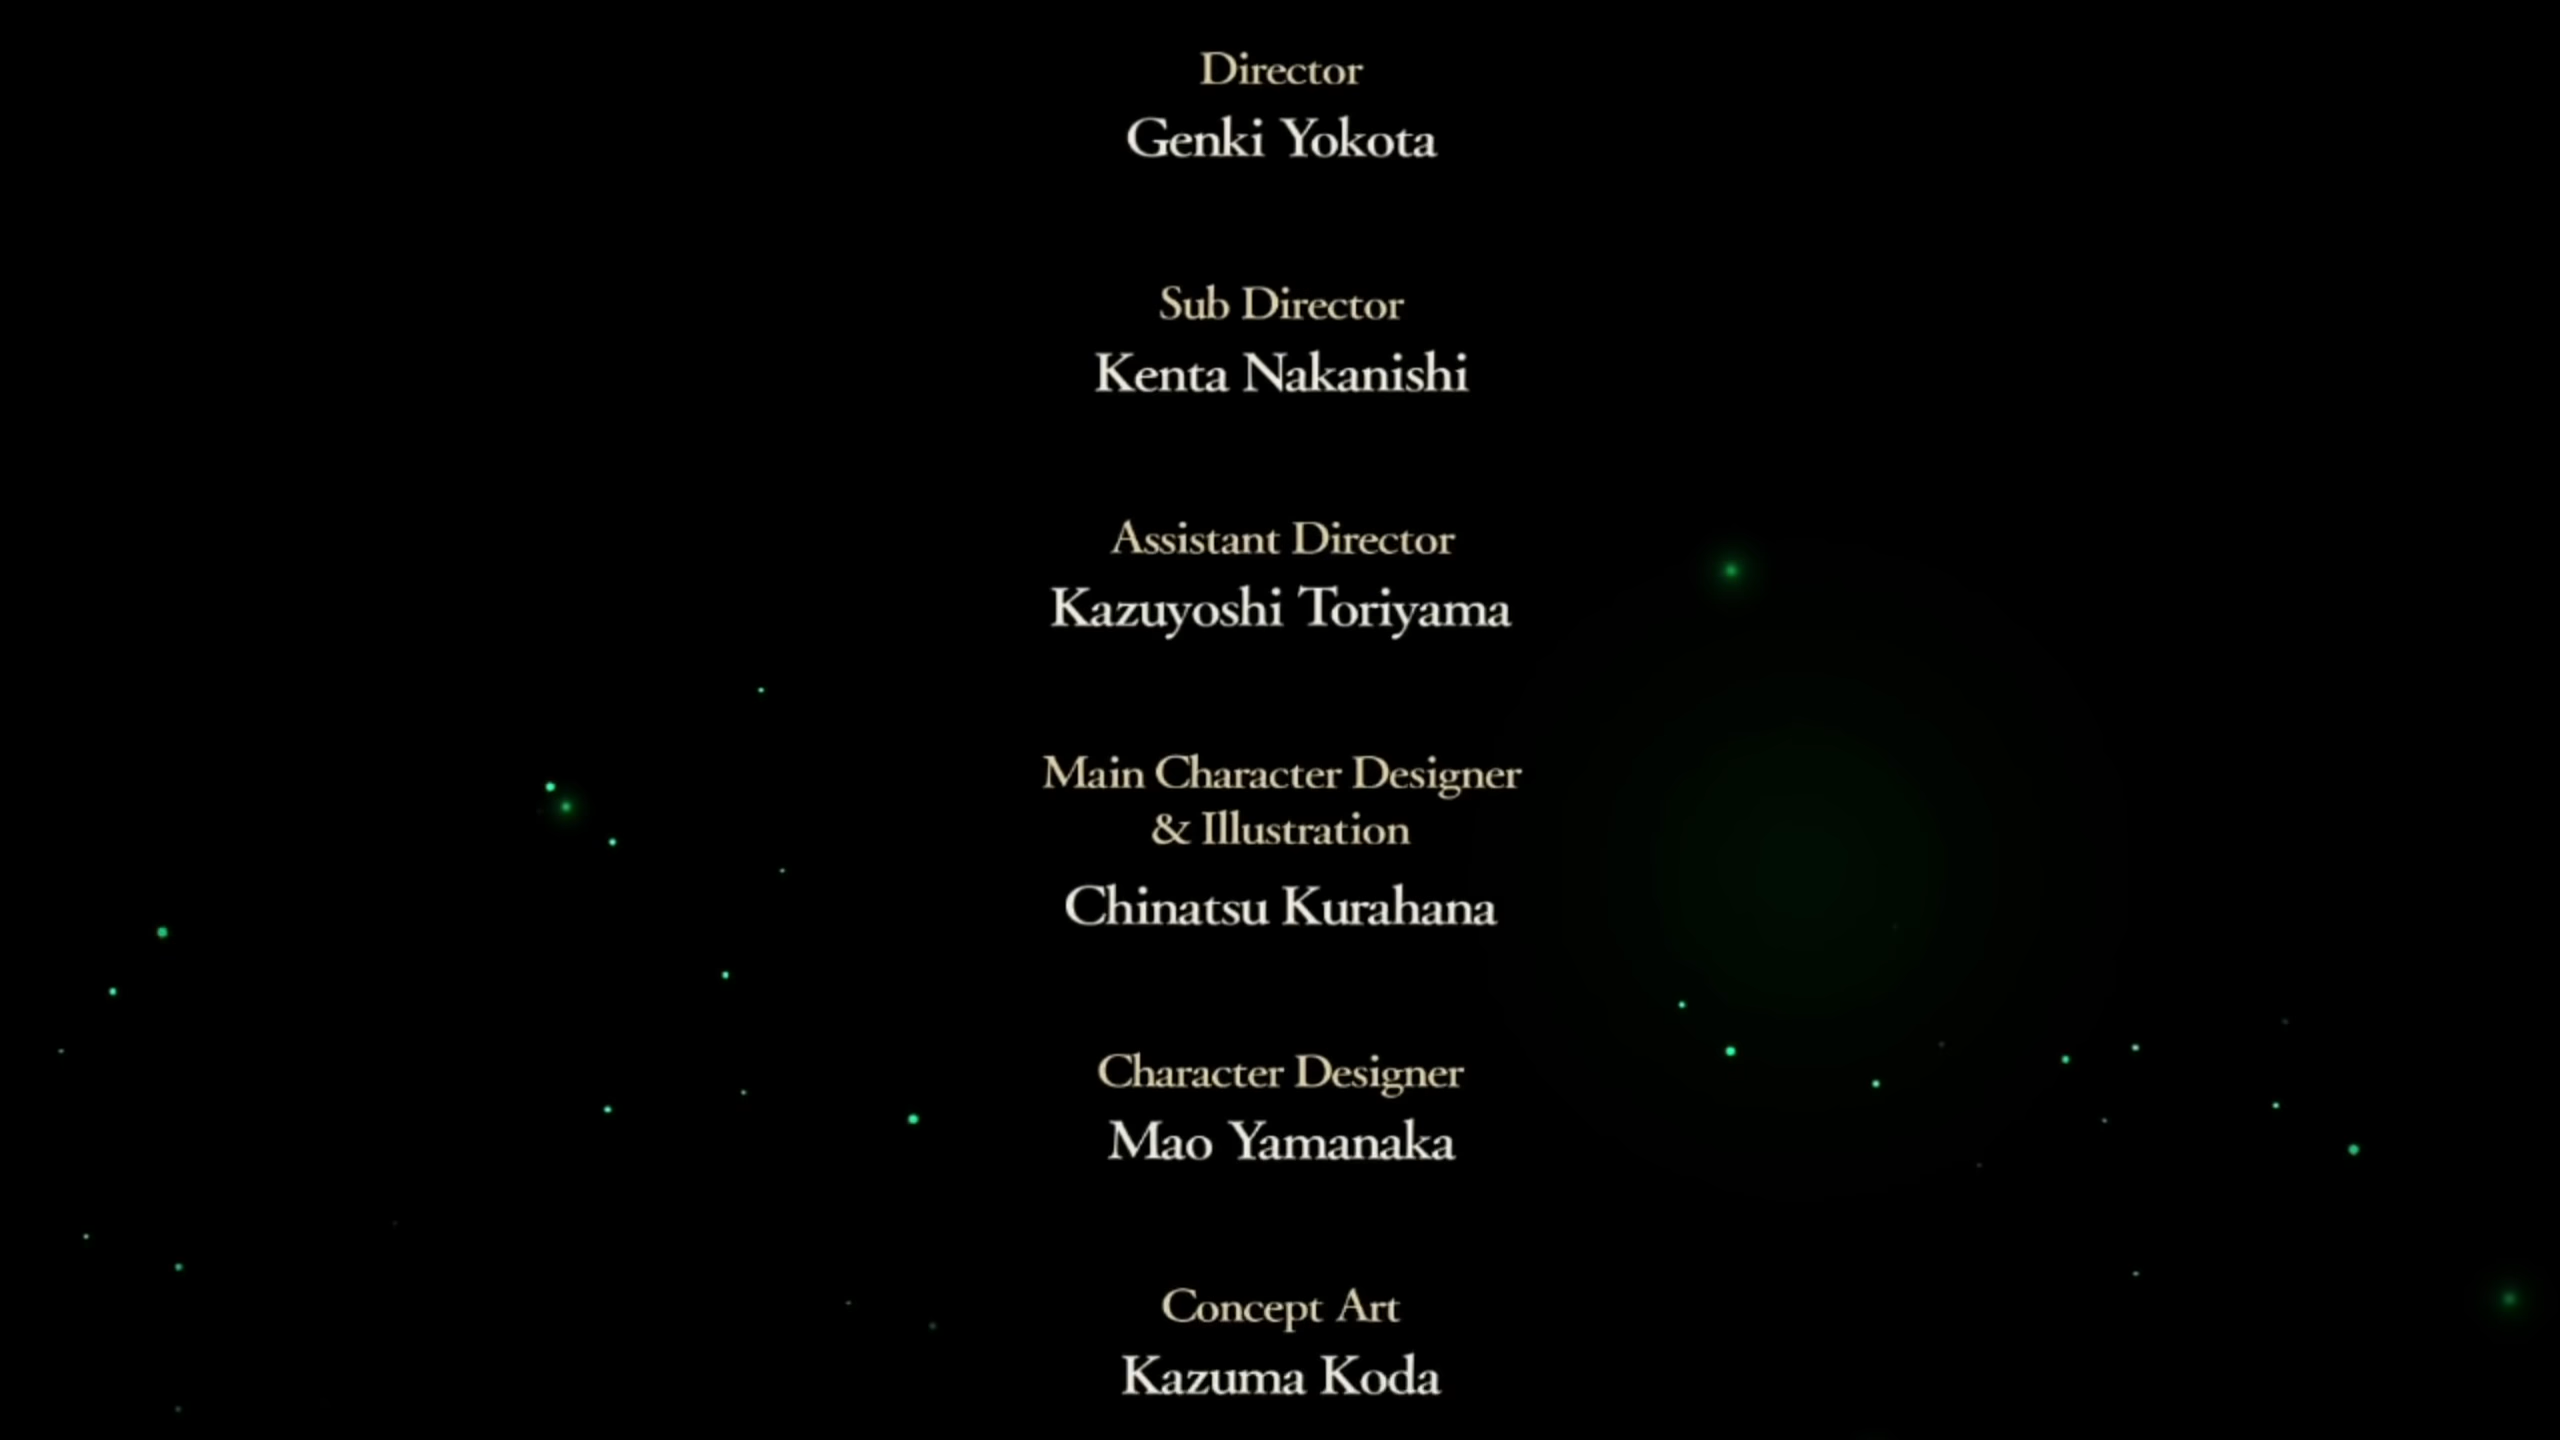 Director
Genki Yokota
Sub Director
Kenta Nakanishi
Assistant Director
Kazuyoshi Toriyama
Main Character Designer
& Illustration
Chinatsu Kurahana
Character Designer
Mao Yamanaka
Concept Art
Kazuma Koda